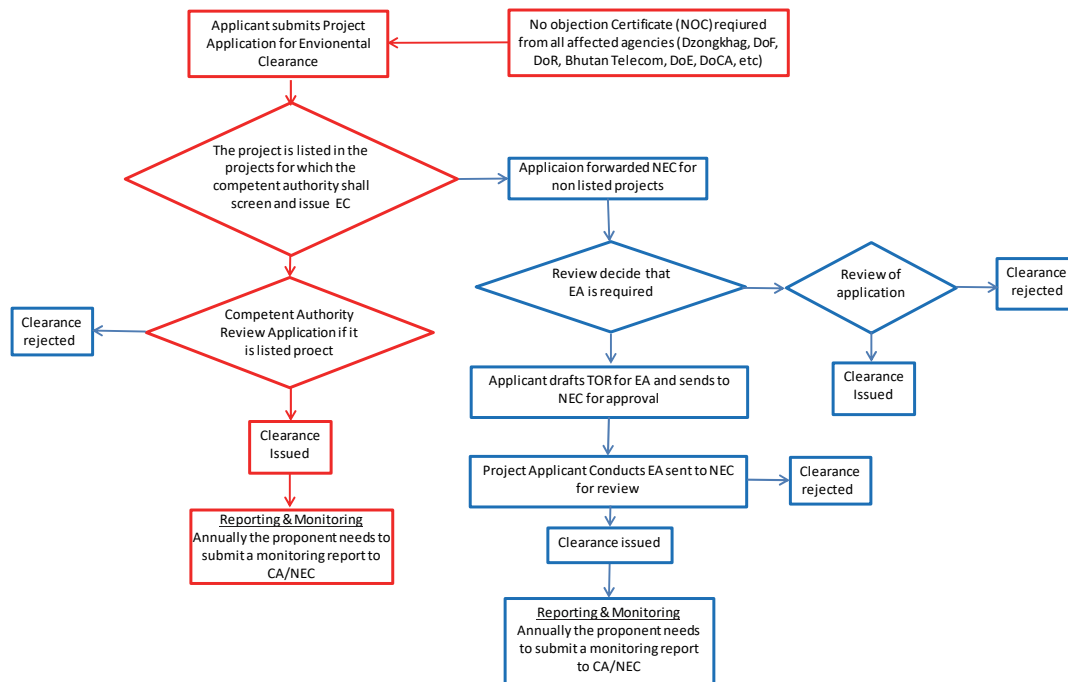 Applicant submits Project
Application for Envionental
Clearance
No objection Certificate (NOC) reqiured
from all affected agencies (Dzongkhag, DoF,
DoR, Bhutan Telecom, DoE, DoCA, etc)
The project is listed in the
projects for which the
competent authority shall
screen and issue EC
Applicaion forwarded NEC for
non listed projects
Review decide that
EA is required
Review of
application
Clearance
rejected
Clearance
rejected
Competent Authority
Review Application if it
is listed proect
Clearance
Issued
Applicant drafts TOR for EA and sends to
NEC for approval
Clearance
Issued
Project Applicant Conducts EA sent to NEC
for review
Clearance
rejected
Reporting & Monitoring
Annually the proponent needs to
submit a monitoring report to
CA/NEC
Clearance issued
Reporting & Monitoring
Annually the proponent needs
to submit a monitoring report
to CA/NEC